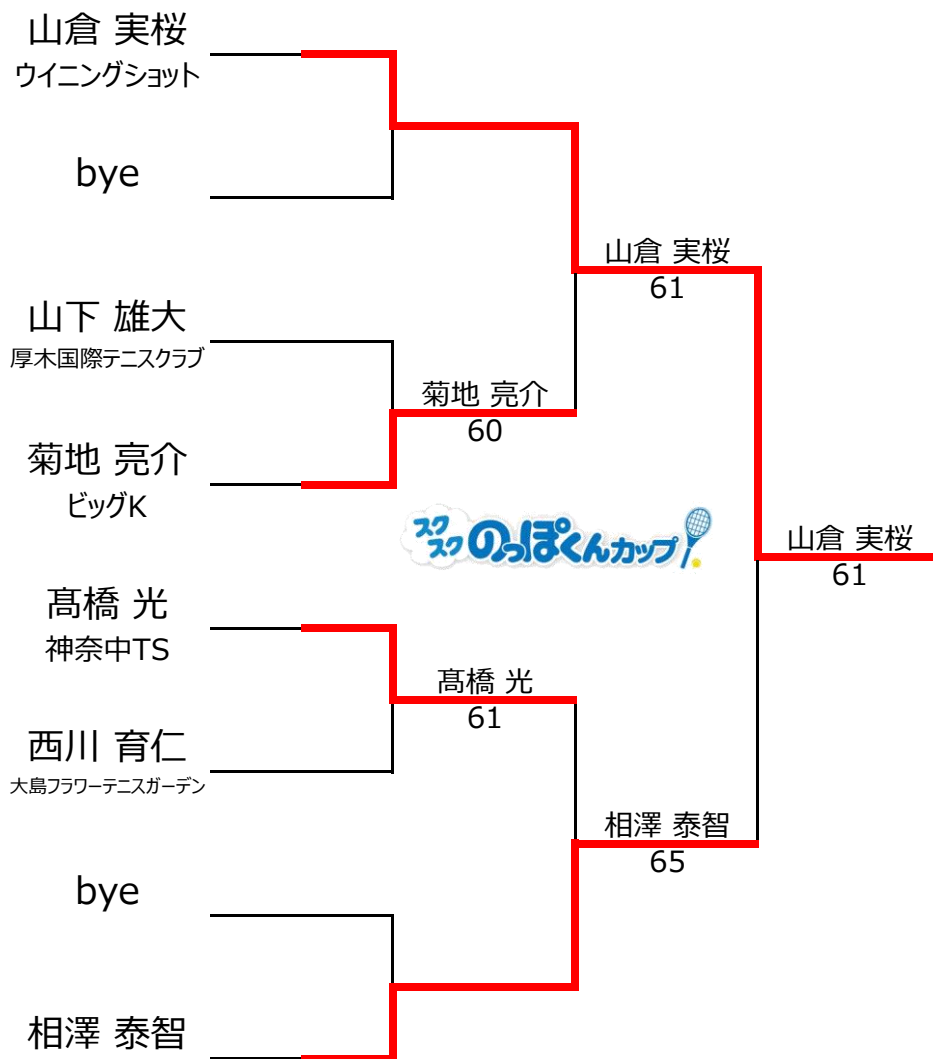 山倉 実桜
ウイニングショット
bye
山倉 実桜
61
山下 雄大
厚木国際テニスクラブ
菊地 亮介
60
菊地 亮介
ビッグK
スクスク のっぽくんカップ
山倉 実桜
61
髙橋 光
神奈中TS
髙橋 光
61
西川 育仁
大島フラワーテニスガーデン
相澤 泰智
65
bye
相澤 泰智